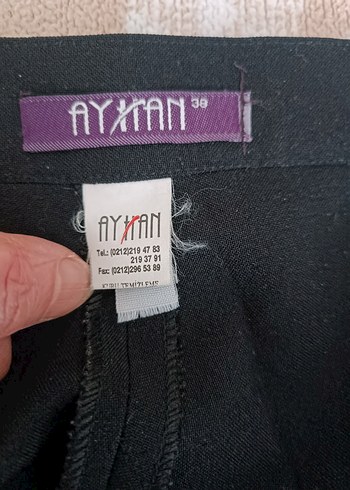 AYHAN 38
AYHAN
Tel.: (0212)219 47 83
219 37 91
Fax: (0212)296 53 89